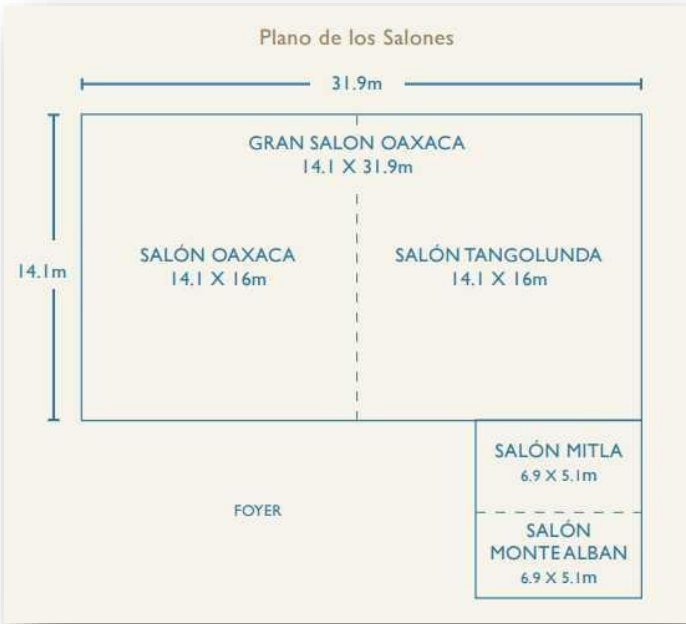 Plano de los Salones
31.9m
GRAN SALON OAXACA
14.1 X 31.9m
14.1m
SALÓN OAXACA
14.1 X 16m
SALÓN TANGOLUNDA
14.1 X 16m
SALÓN MITLA
6.9 X 5.1m
FOYER
SALÓN
MONTE ALBAN
6.9 X 5.1m